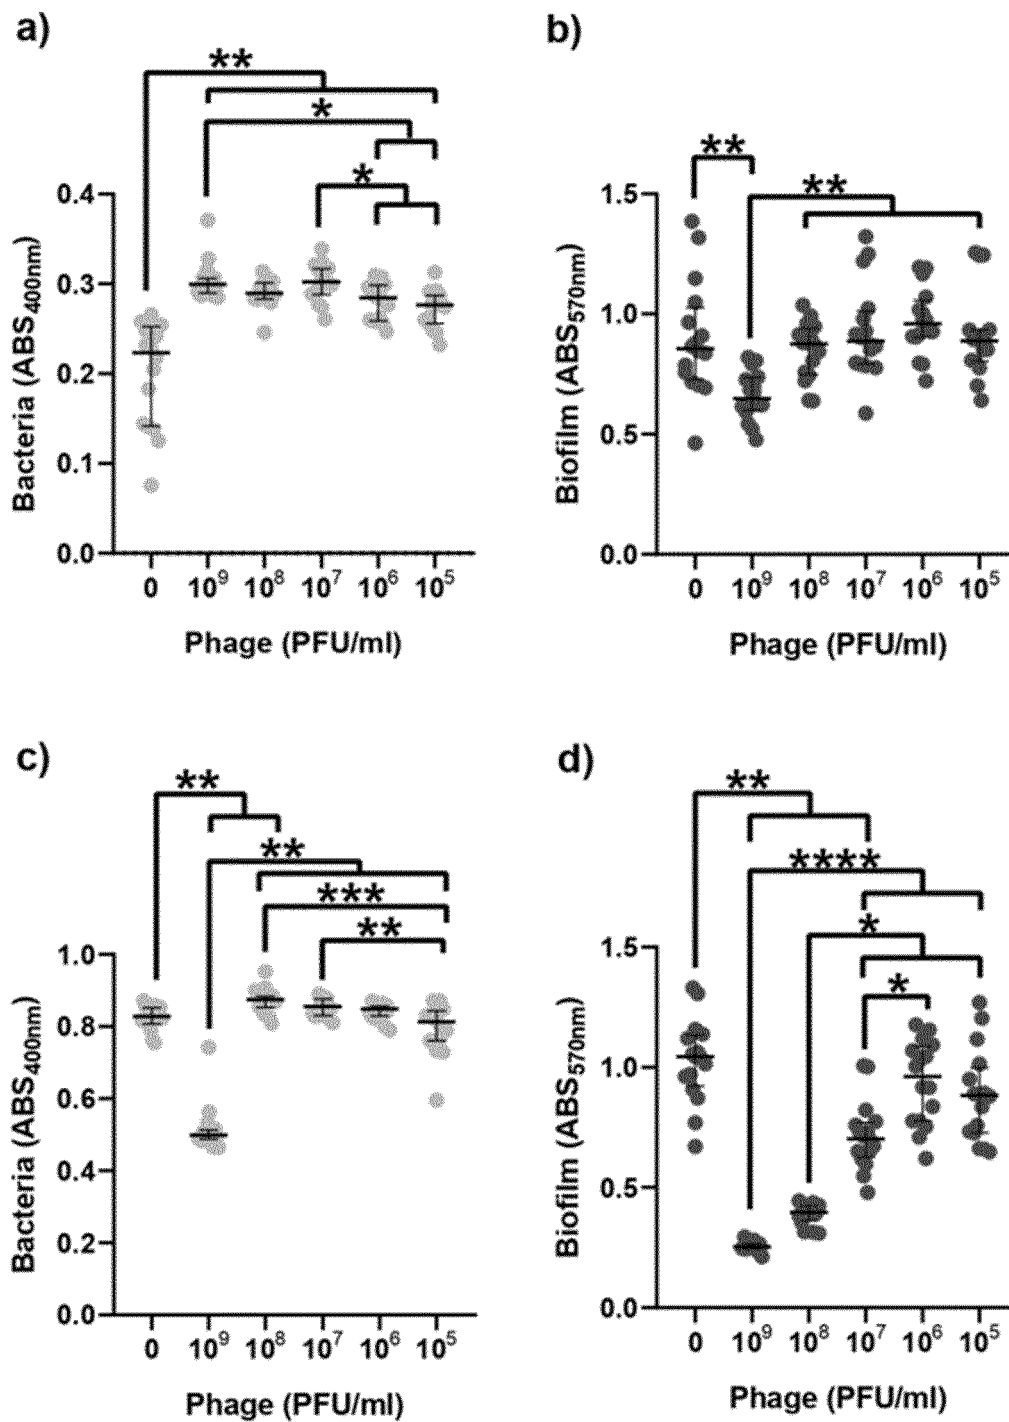 a)
**
*
*
0.4
0.3
0.2
0.1
0.0
Bacteria (ABS400nm)
0 10⁹ 10⁸ 10⁷ 10⁶ 10⁵
Phage (PFU/ml)
b)
**
**
1.5
1.0
0.5
0.0
Biofilm (ABS570nm)
0 10⁹ 10⁸ 10⁷ 10⁶ 10⁵
Phage (PFU/ml)
c)
**
**
***
**
1.0
0.8
0.6
0.4
0.2
0.0
Bacteria (ABS400nm)
0 10⁹ 10⁸ 10⁷ 10⁶ 10⁵
Phage (PFU/ml)
d)
**
****
*
*
1.5
1.0
0.5
0.0
Biofilm (ABS570nm)
0 10⁹ 10⁸ 10⁷ 10⁶ 10⁵
Phage (PFU/ml)